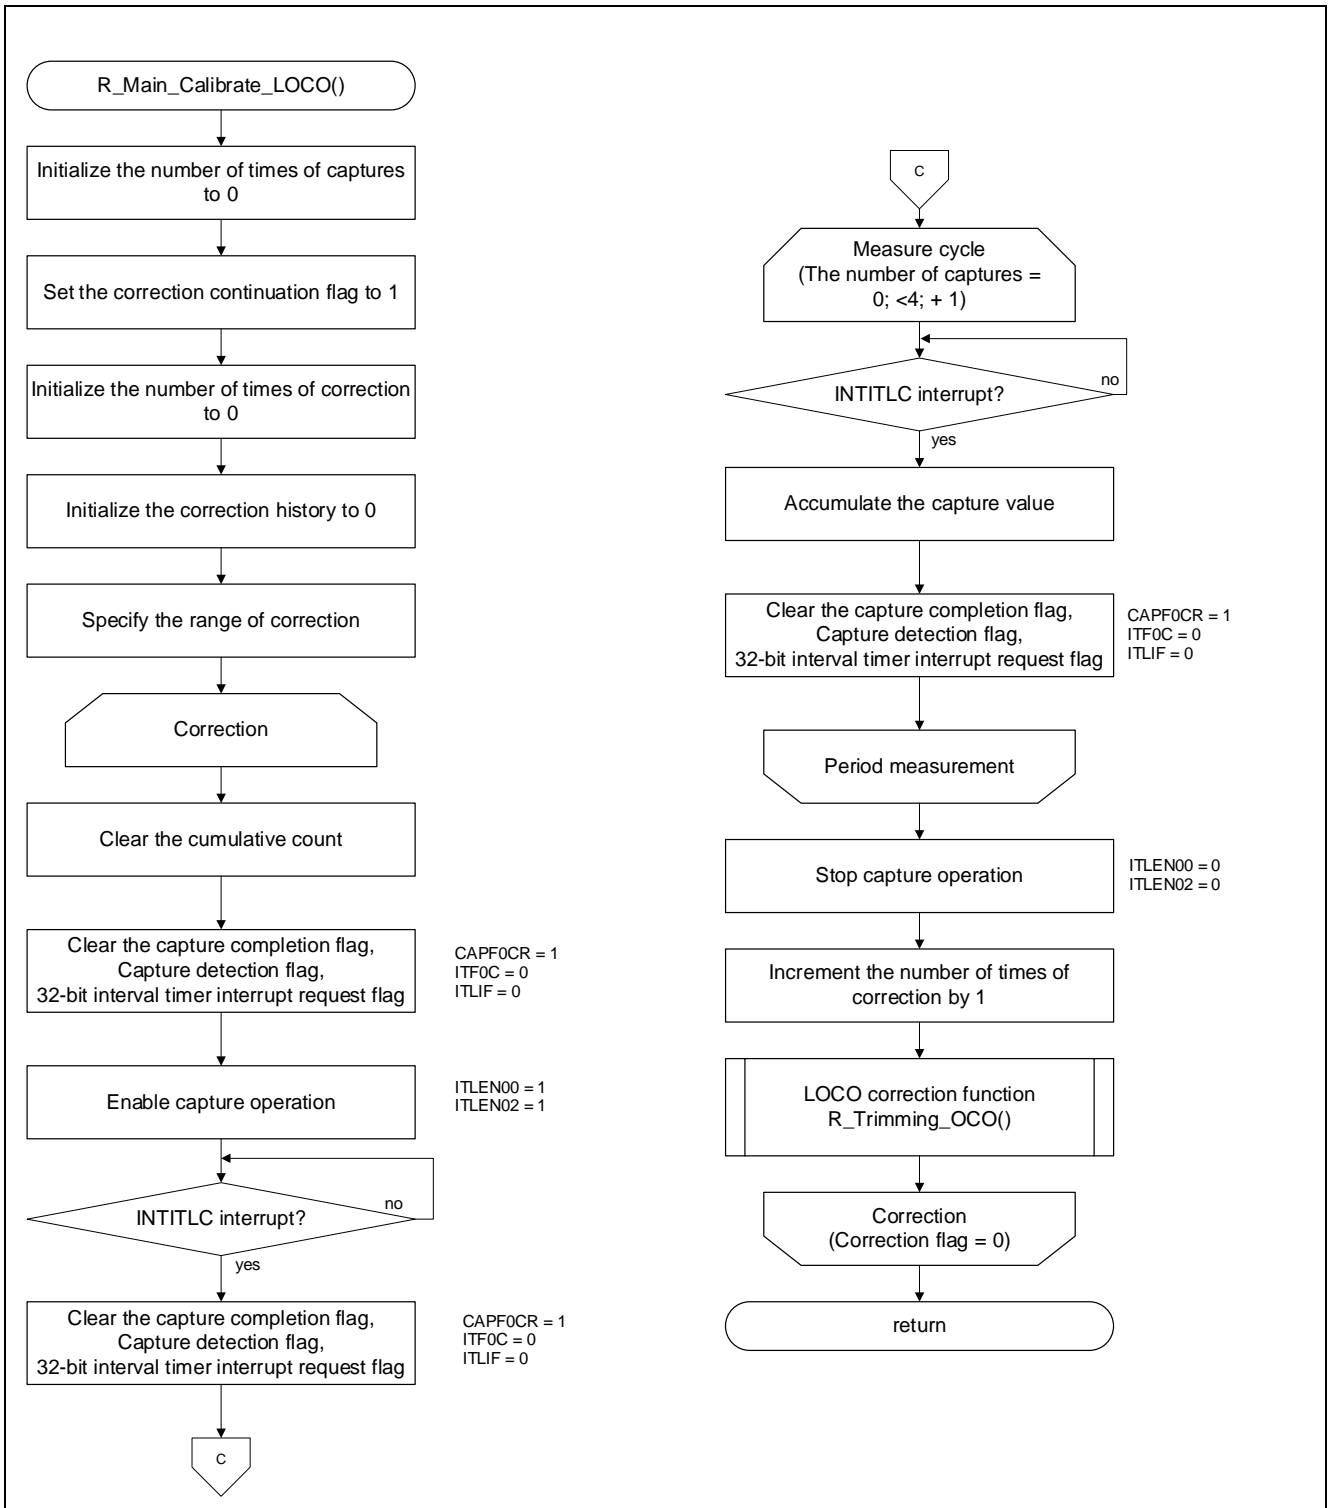 R_Main_Calibrate_LOCO()
Initialize the number of times of captures
to 0
Set the correction continuation flag to 1
Initialize the number of times of correction
to 0
Initialize the correction history to 0
Specify the range of correction
Correction
Clear the cumulative count
Clear the capture completion flag,
Capture detection flag,
32-bit interval timer interrupt request flag
CAPF0CR = 1
ITF0C = 0
ITLIF = 0
Enable capture operation
ITLEN00 = 1
ITLEN02 = 1
INTITLC interrupt?
no
yes
Clear the capture completion flag,
Capture detection flag,
32-bit interval timer interrupt request flag
CAPF0CR = 1
ITF0C = 0
ITLIF = 0
C
C
Measure cycle
(The number of captures =
0; <4; + 1)
INTITLC interrupt?
no
yes
Accumulate the capture value
Clear the capture completion flag,
Capture detection flag,
32-bit interval timer interrupt request flag
CAPF0CR = 1
ITF0C = 0
ITLIF = 0
Period measurement
Stop capture operation
ITLEN00 = 0
ITLEN02 = 0
Increment the number of times of
correction by 1
LOCO correction function
R_Trimming_OCO()
Correction
(Correction flag = 0)
return